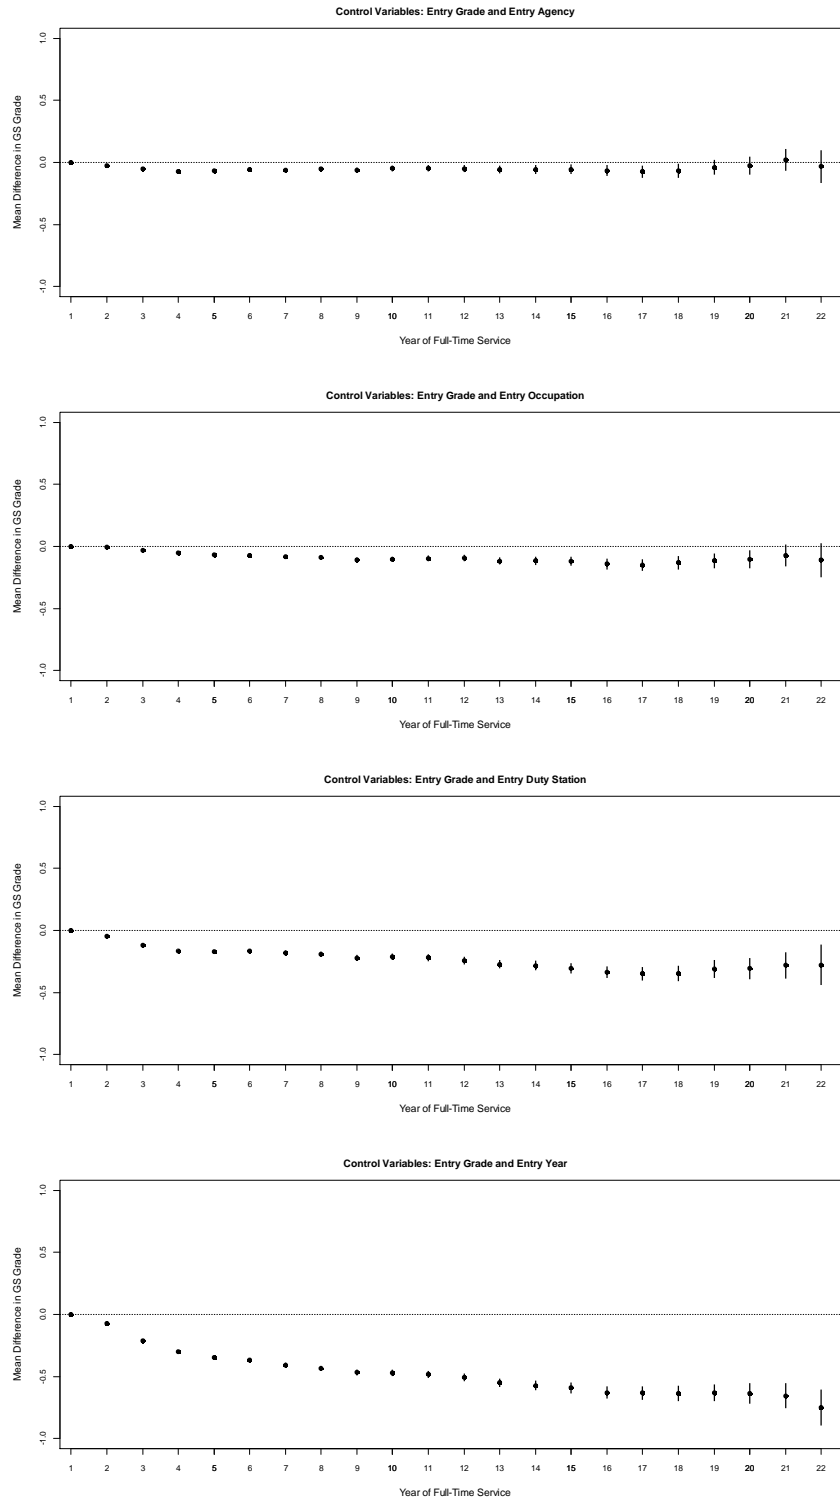 Control Variables: Entry Grade and Entry Agency
Mean Difference in GS Grade
1.0
0.5
0.0
-0.5
-1.0
1 2 3 4 5 6 7 8 9 10 11 12 13 14 15 16 17 18 19 20 21 22
Year of Full-Time Service
Control Variables: Entry Grade and Entry Occupation
Mean Difference in GS Grade
1.0
0.5
0.0
-0.5
-1.0
1 2 3 4 5 6 7 8 9 10 11 12 13 14 15 16 17 18 19 20 21 22
Year of Full-Time Service
Control Variables: Entry Grade and Entry Duty Station
Mean Difference in GS Grade
1.0
0.5
0.0
-0.5
-1.0
1 2 3 4 5 6 7 8 9 10 11 12 13 14 15 16 17 18 19 20 21 22
Year of Full-Time Service
Control Variables: Entry Grade and Entry Year
Mean Difference in GS Grade
1.0
0.5
0.0
-0.5
-1.0
1 2 3 4 5 6 7 8 9 10 11 12 13 14 15 16 17 18 19 20 21 22
Year of Full-Time Service